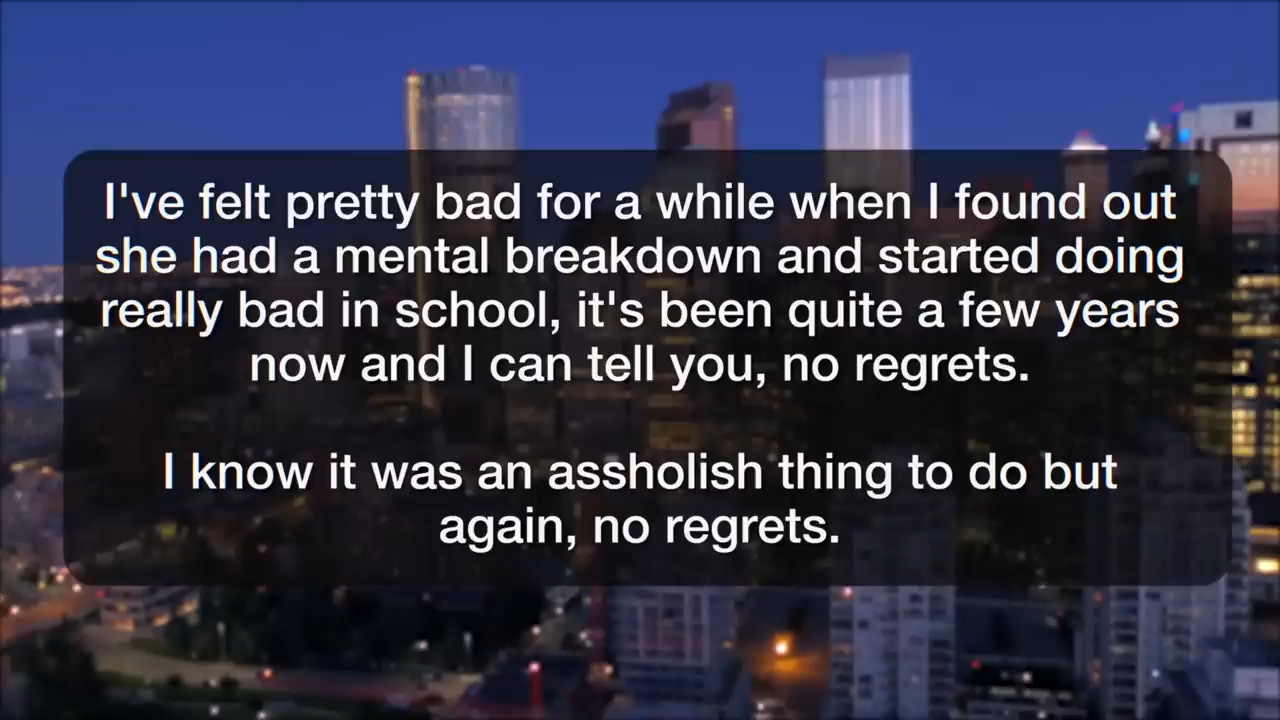 I've felt pretty bad for a while when I found out
she had a mental breakdown and started doing
really bad in school, it's been quite a few years
now and I can tell you, no regrets.
I know it was an assholish thing to do but
again, no regrets.